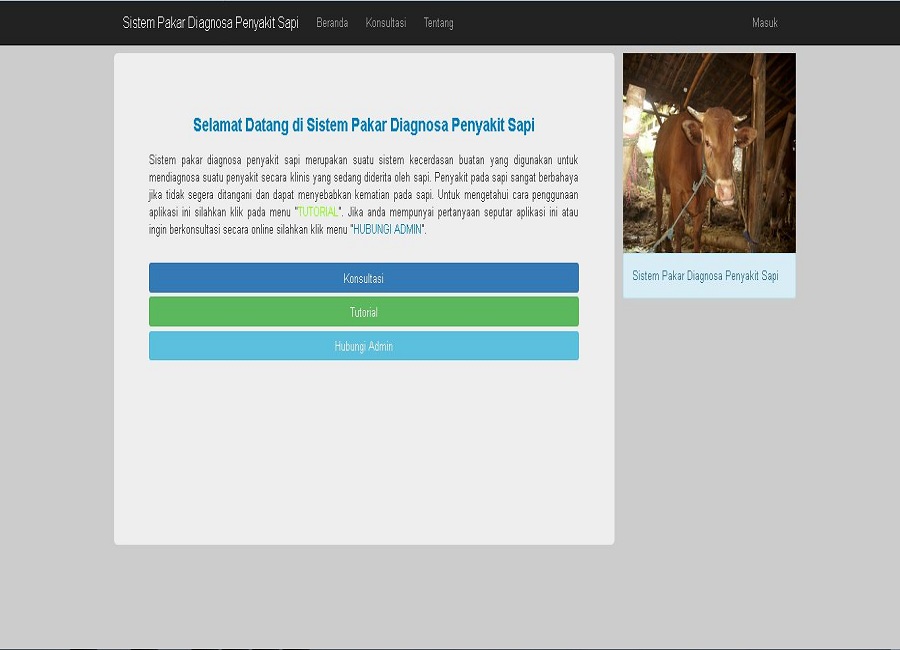 Sistem Pakar Diagnosa Penyakit Sapi Beranda Konsultasi Tentang Masuk
Selamat Datang di Sistem Pakar Diagnosa Penyakit Sapi
Sistem pakar diagnosa penyakit sapi merupakan suatu sistem kecerdasan buatan yang digunakan untuk
mendiagnosa suatu penyakit secara klinis yang sedang diderita oleh sapi. Penyakit pada sapi sangat berbahaya
jika tidak segera ditangani dan dapat menyebabkan kematian pada sapi. Untuk mengetahui cara penggunaan
aplikasi ini silahkan klik pada menu "TUTORIAL". Jika anda mempunyai pertanyaan seputar aplikasi ini atau
ingin berkonsultasi secara online silahkan klik menu "HUBUNGI ADMIN".
Konsultasi
Tutorial
Hubungi Admin
Sistem Pakar Diagnosa Penyakit Sapi